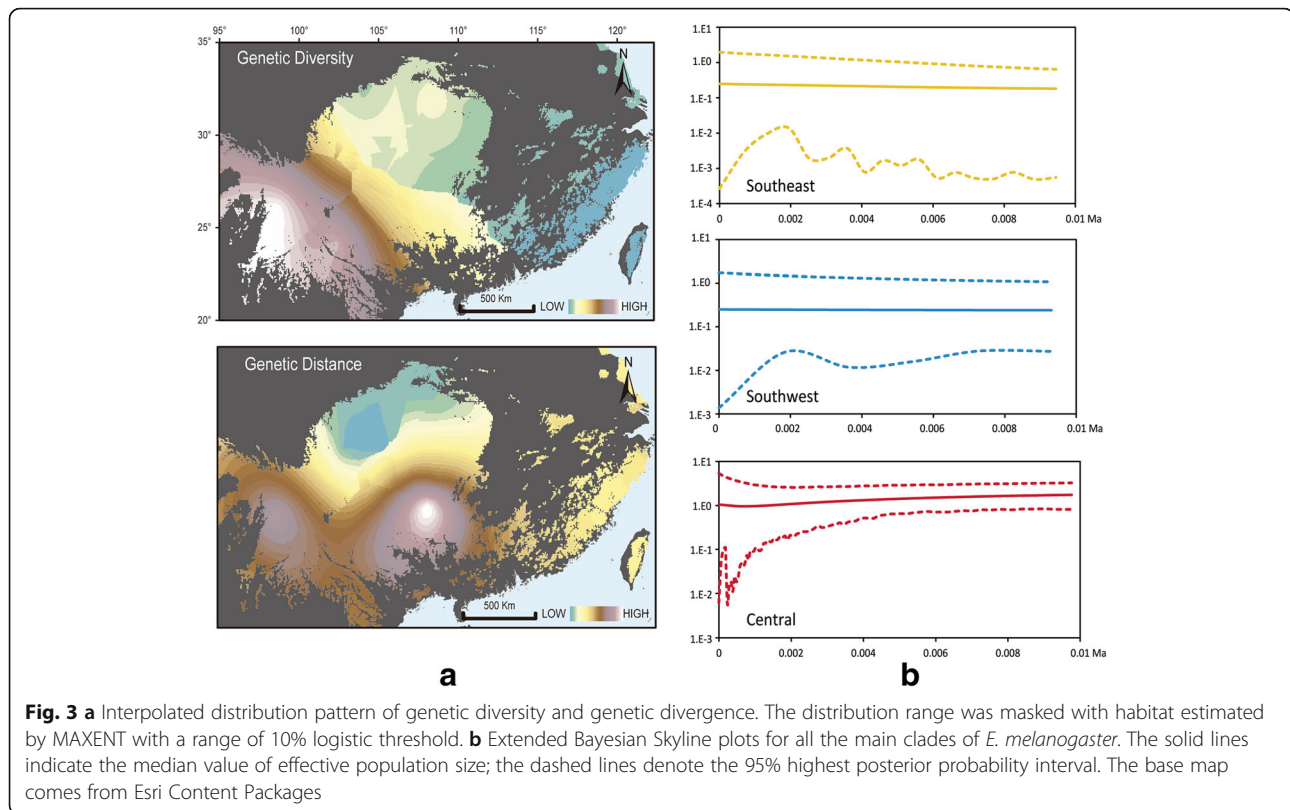 95° 100° 105° 110° 115° 120°
35°
30°
25°
20°
Genetic Diversity
N
500 Km
LOW HIGH
Genetic Distance
N
500 Km
LOW HIGH
a
1.E1
1.E0
1.E-1
1.E-2
1.E-3
1.E-4
Southeast
0 0.002 0.004 0.006 0.008 0.01 Ma
1.E1
1.E0
1.E-1
1.E-2
1.E-3
Southwest
0 0.002 0.004 0.006 0.008 0.01 Ma
1.E1
1.E0
1.E-1
1.E-2
1.E-3
Central
0 0.002 0.004 0.006 0.008 0.01 Ma
b
Fig. 3 a Interpolated distribution pattern of genetic diversity and genetic divergence. The distribution range was masked with habitat estimated
by MAXENT with a range of 10% logistic threshold. b Extended Bayesian Skyline plots for all the main clades of E. melanogaster. The solid lines
indicate the median value of effective population size; the dashed lines denote the 95% highest posterior probability interval. The base map
comes from Esri Content Packages